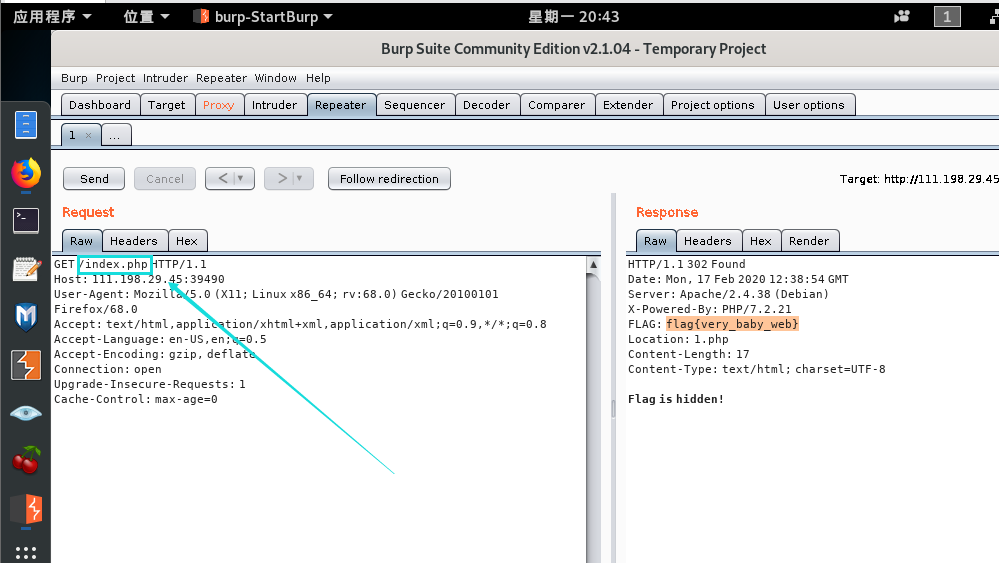 应用程序 位置 burp-StartBurp 星期一 20:43 1
Burp Suite Community Edition v2.1.04 - Temporary Project
Burp Project Intruder Repeater Window Help
Dashboard Target Proxy Intruder Repeater Sequencer Decoder Comparer Extender Project options User options
1 × ...
Send Cancel < > Follow redirection Target: http://111.198.29.45
Request
Raw Headers Hex
GET /index.php HTTP/1.1
Host: 111.198.29.45:39490
User-Agent: Mozilla/5.0 (X11; Linux x86_64; rv:68.0) Gecko/20100101
Firefox/68.0
Accept: text/html,application/xhtml+xml,application/xml;q=0.9,*/*;q=0.8
Accept-Language: en-US,en;q=0.5
Accept-Encoding: gzip, deflate
Connection: open
Upgrade-Insecure-Requests: 1
Cache-Control: max-age=0
Response
Raw Headers Hex Render
HTTP/1.1 302 Found
Date: Mon, 17 Feb 2020 12:38:54 GMT
Server: Apache/2.4.38 (Debian)
X-Powered-By: PHP/7.2.21
FLAG: flag{very_baby_web}
Location: 1.php
Content-Length: 17
Content-Type: text/html; charset=UTF-8
Flag is hidden!